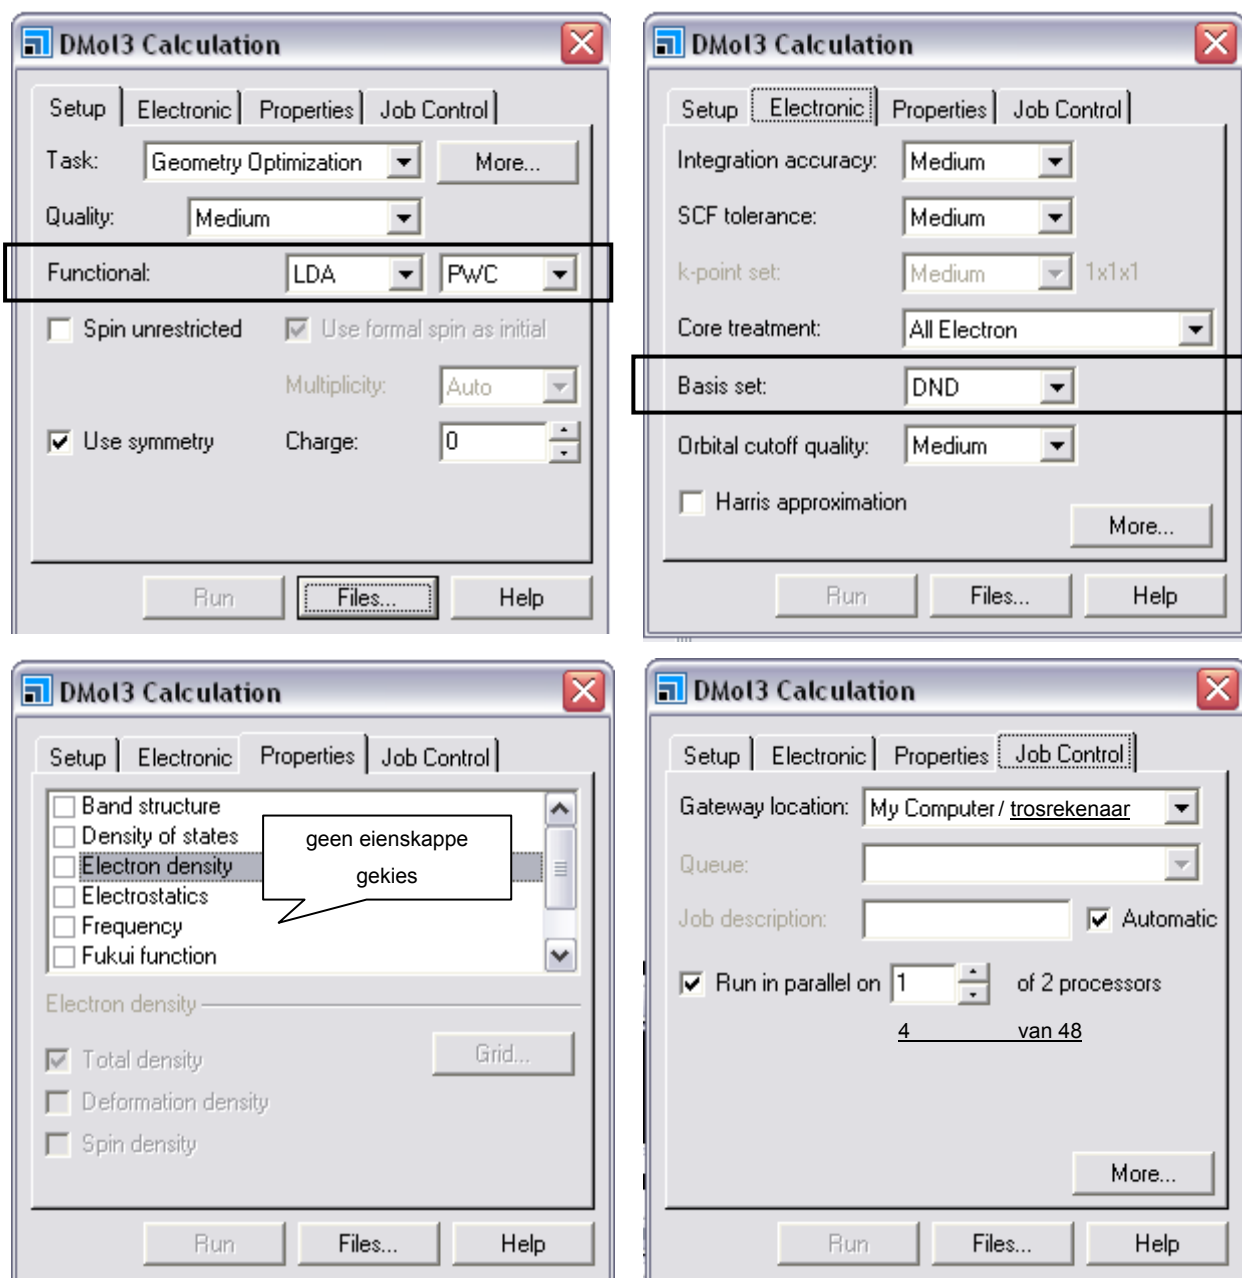 DMol3 Calculation
Setup Electronic Properties Job Control
Task: Geometry Optimization More...
Quality: Medium
Functional: LDA PWC
Spin unrestricted Use formal spin as initial
Multiplicity: Auto
Use symmetry Charge: 0
Run Files... Help
DMol3 Calculation
Setup Electronic Properties Job Control
Integration accuracy: Medium
SCF tolerance: Medium
k-point set: Medium 1x1x1
Core treatment: All Electron
Basis set: DND
Orbital cutoff quality: Medium
Harris approximation
More...
Run Files... Help
DMol3 Calculation
Setup Electronic Properties Job Control
Band structure
Density of states
Electron density
Electrostatics
Frequency
Fukui function
geen eienskappe
gekies
Electron density
Total density Grid...
Deformation density
Spin density
Run Files... Help
DMol3 Calculation
Setup Electronic Properties Job Control
Gateway location: My Computer / trosrekenaar
Queue:
Job description: Automatic
Run in parallel on 1 of 2 processors
4 van 48
More...
Run Files... Help